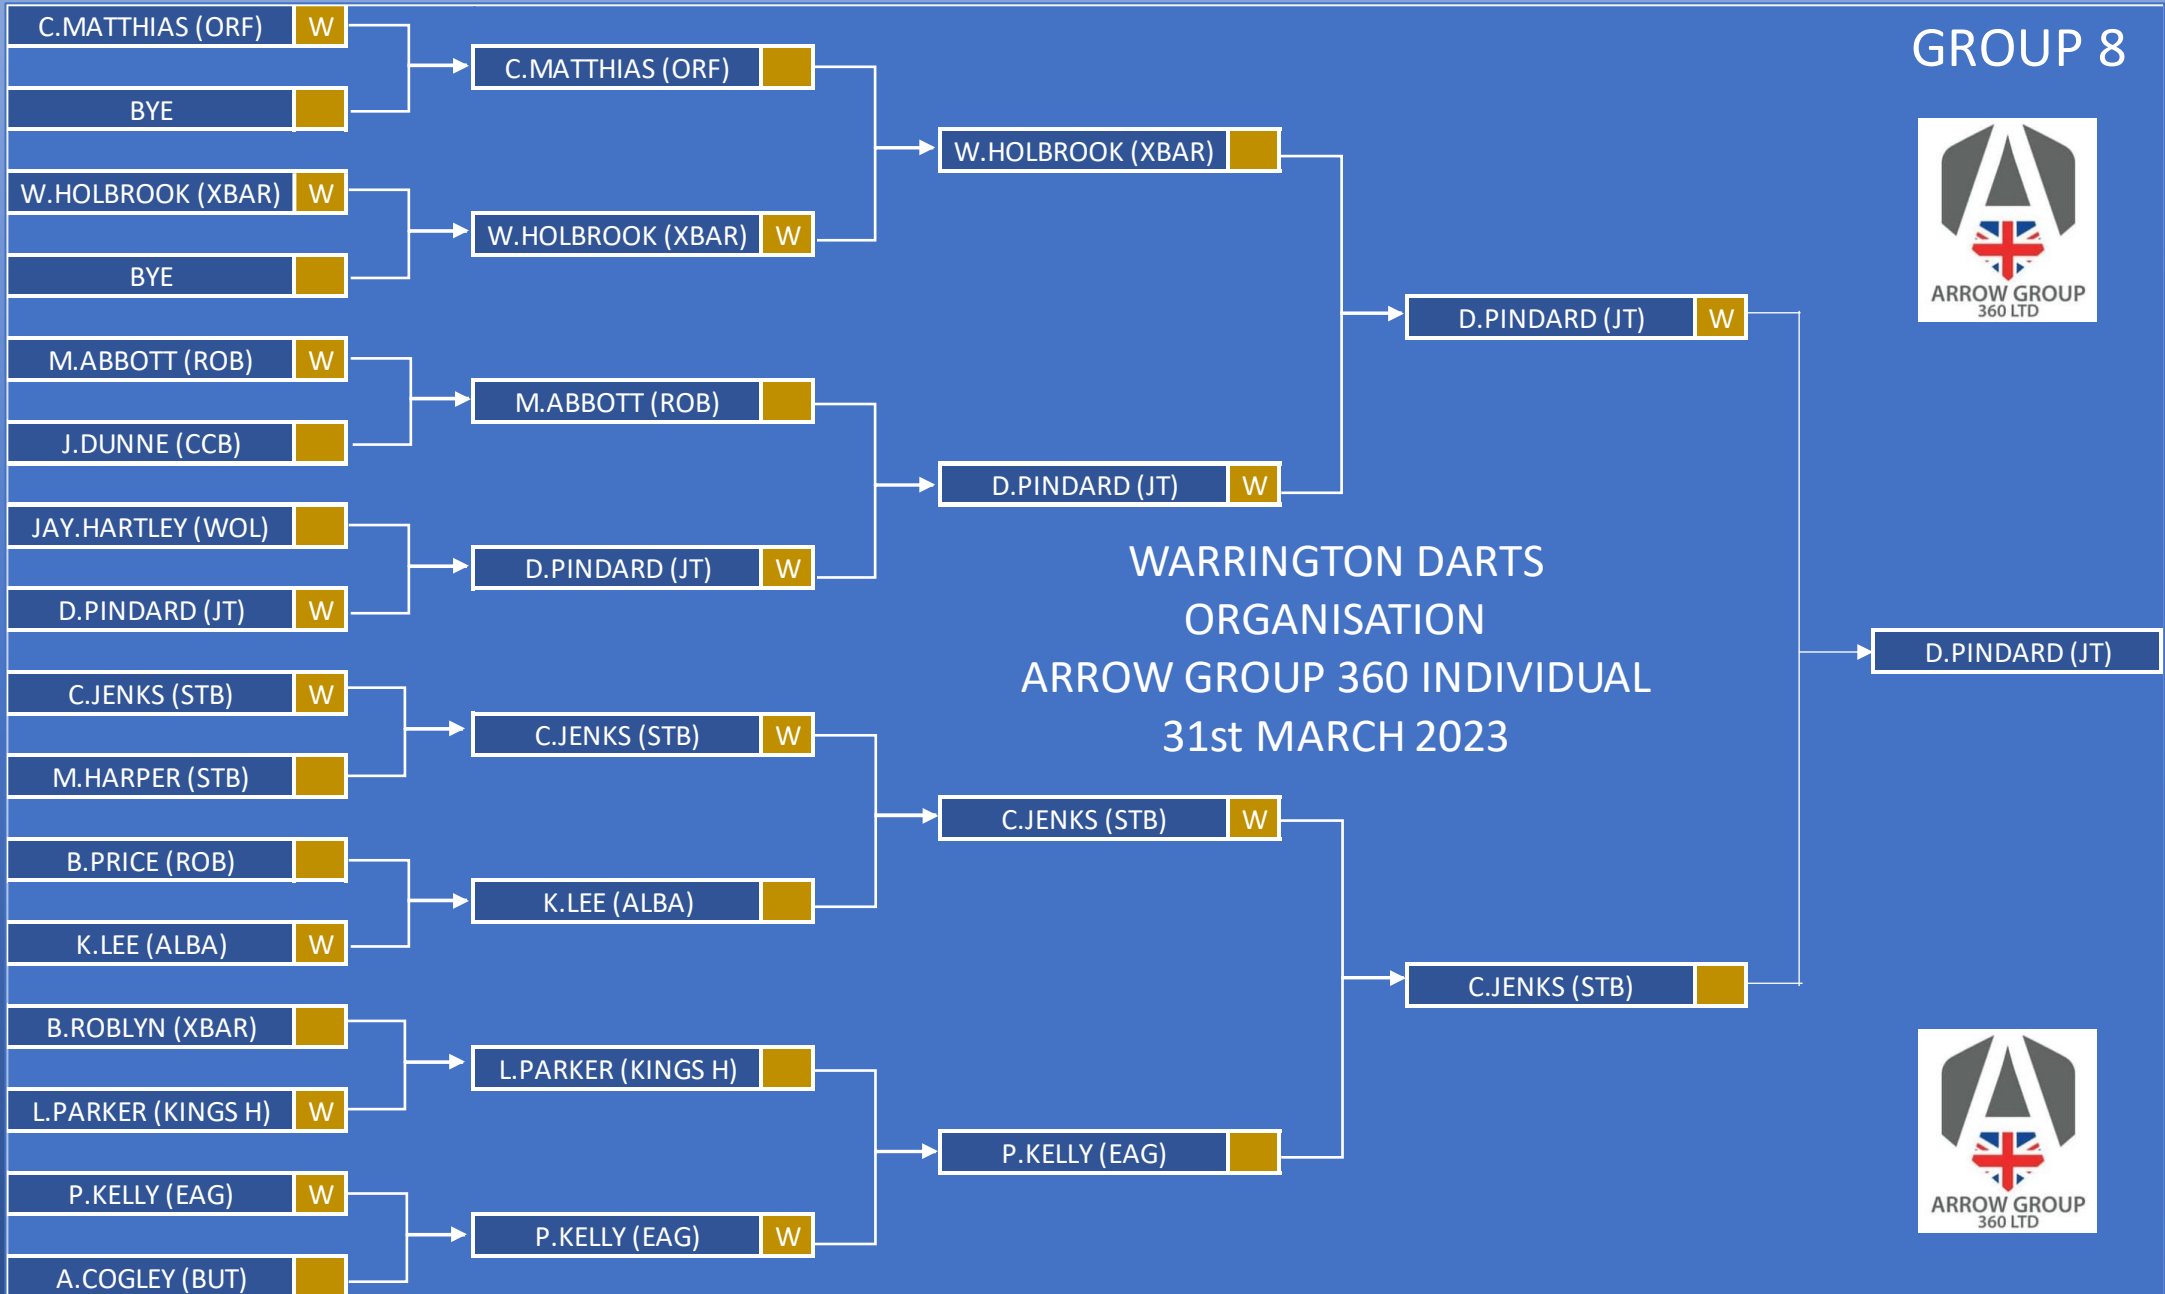 GROUP 8
C.MATTHIAS (ORF) W
BYE
W.HOLBROOK (XBAR) W
BYE
M.ABBOTT (ROB) W
J.DUNNE (CCB)
JAY.HARTLEY (WOL)
D.PINDARD (JT) W
C.JENKS (STB) W
M.HARPER (STB)
B.PRICE (ROB)
K.LEE (ALBA) W
B.ROBLYN (XBAR)
L.PARKER (KINGS H) W
P.KELLY (EAG) W
A.COGLEY (BUT)
C.MATTHIAS (ORF)
W.HOLBROOK (XBAR) W
M.ABBOTT (ROB)
D.PINDARD (JT) W
C.JENKS (STB) W
K.LEE (ALBA)
L.PARKER (KINGS H)
P.KELLY (EAG) W
W.HOLBROOK (XBAR)
D.PINDARD (JT) W
C.JENKS (STB) W
P.KELLY (EAG)
D.PINDARD (JT) W
C.JENKS (STB)
D.PINDARD (JT)
WARRINGTON DARTS
ORGANISATION
ARROW GROUP 360 INDIVIDUAL
31st MARCH 2023
ARROW GROUP
360 LTD
ARROW GROUP
360 LTD